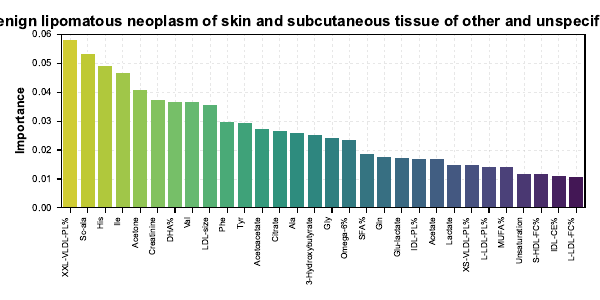 enign lipomatous neoplasm of skin and subcutaneous tissue of other and unspecif
Importance
0.06
0.05
0.04
0.03
0.02
0.01
0.00
XXL-VLDL-PL%
Sc-ala
His
Ile
Acetone
Creatinine
DHA%
Val
LDL-size
Phe
Tyr
Acetoacetate
Citrate
Ala
3-Hydroxybutyrate
Gly
Omega-6%
SFA%
Gln
Glu-lactate
IDL-PL%
Acetate
Lactate
XS-VLDL-PL%
L-LDL-PL%
MUFA%
Unsaturation
S-HDL-FC%
IDL-CE%
L-LDL-FC%